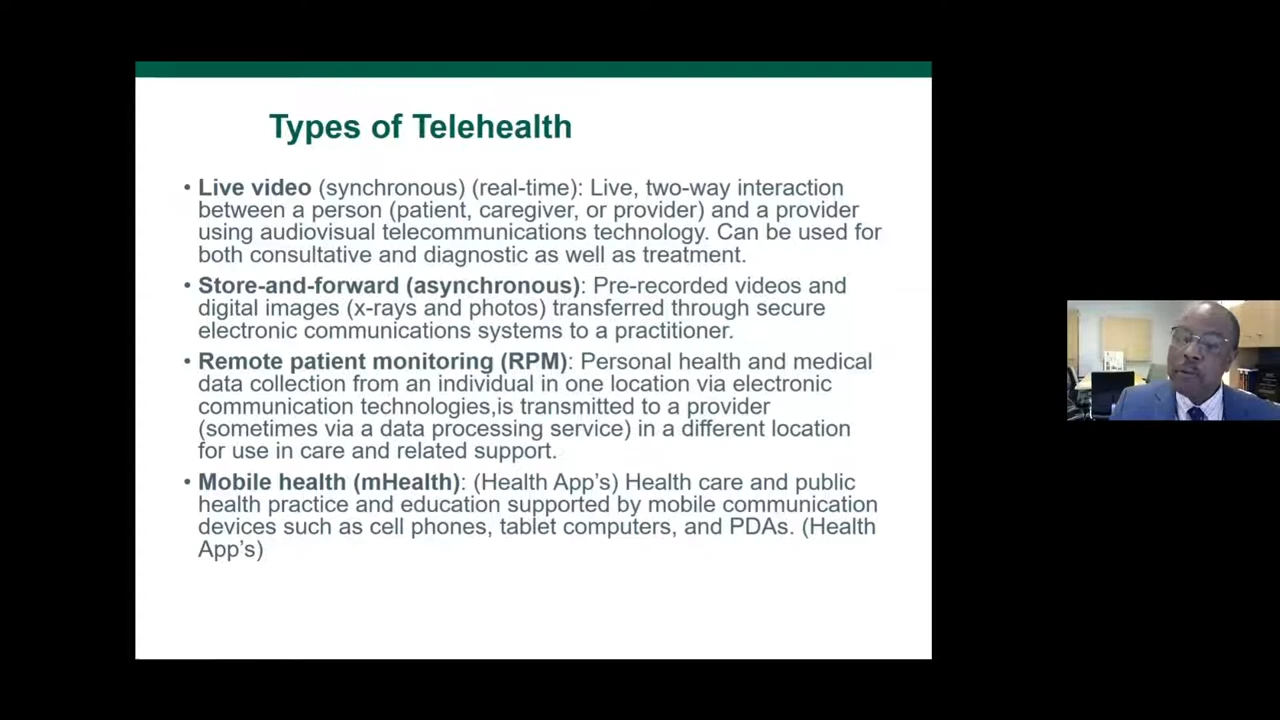 Types of Telehealth
• Live video (synchronous) (real-time): Live, two-way interaction
between a person (patient, caregiver, or provider) and a provider
using audiovisual telecommunications technology. Can be used for
both consultative and diagnostic as well as treatment.
• Store-and-forward (asynchronous): Pre-recorded videos and
digital images (x-rays and photos) transferred through secure
electronic communications systems to a practitioner.
• Remote patient monitoring (RPM): Personal health and medical
data collection from an individual in one location via electronic
communication technologies,is transmitted to a provider
(sometimes via a data processing service) in a different location
for use in care and related support.
• Mobile health (mHealth): (Health App's) Health care and public
health practice and education supported by mobile communication
devices such as cell phones, tablet computers, and PDAs. (Health
App's)